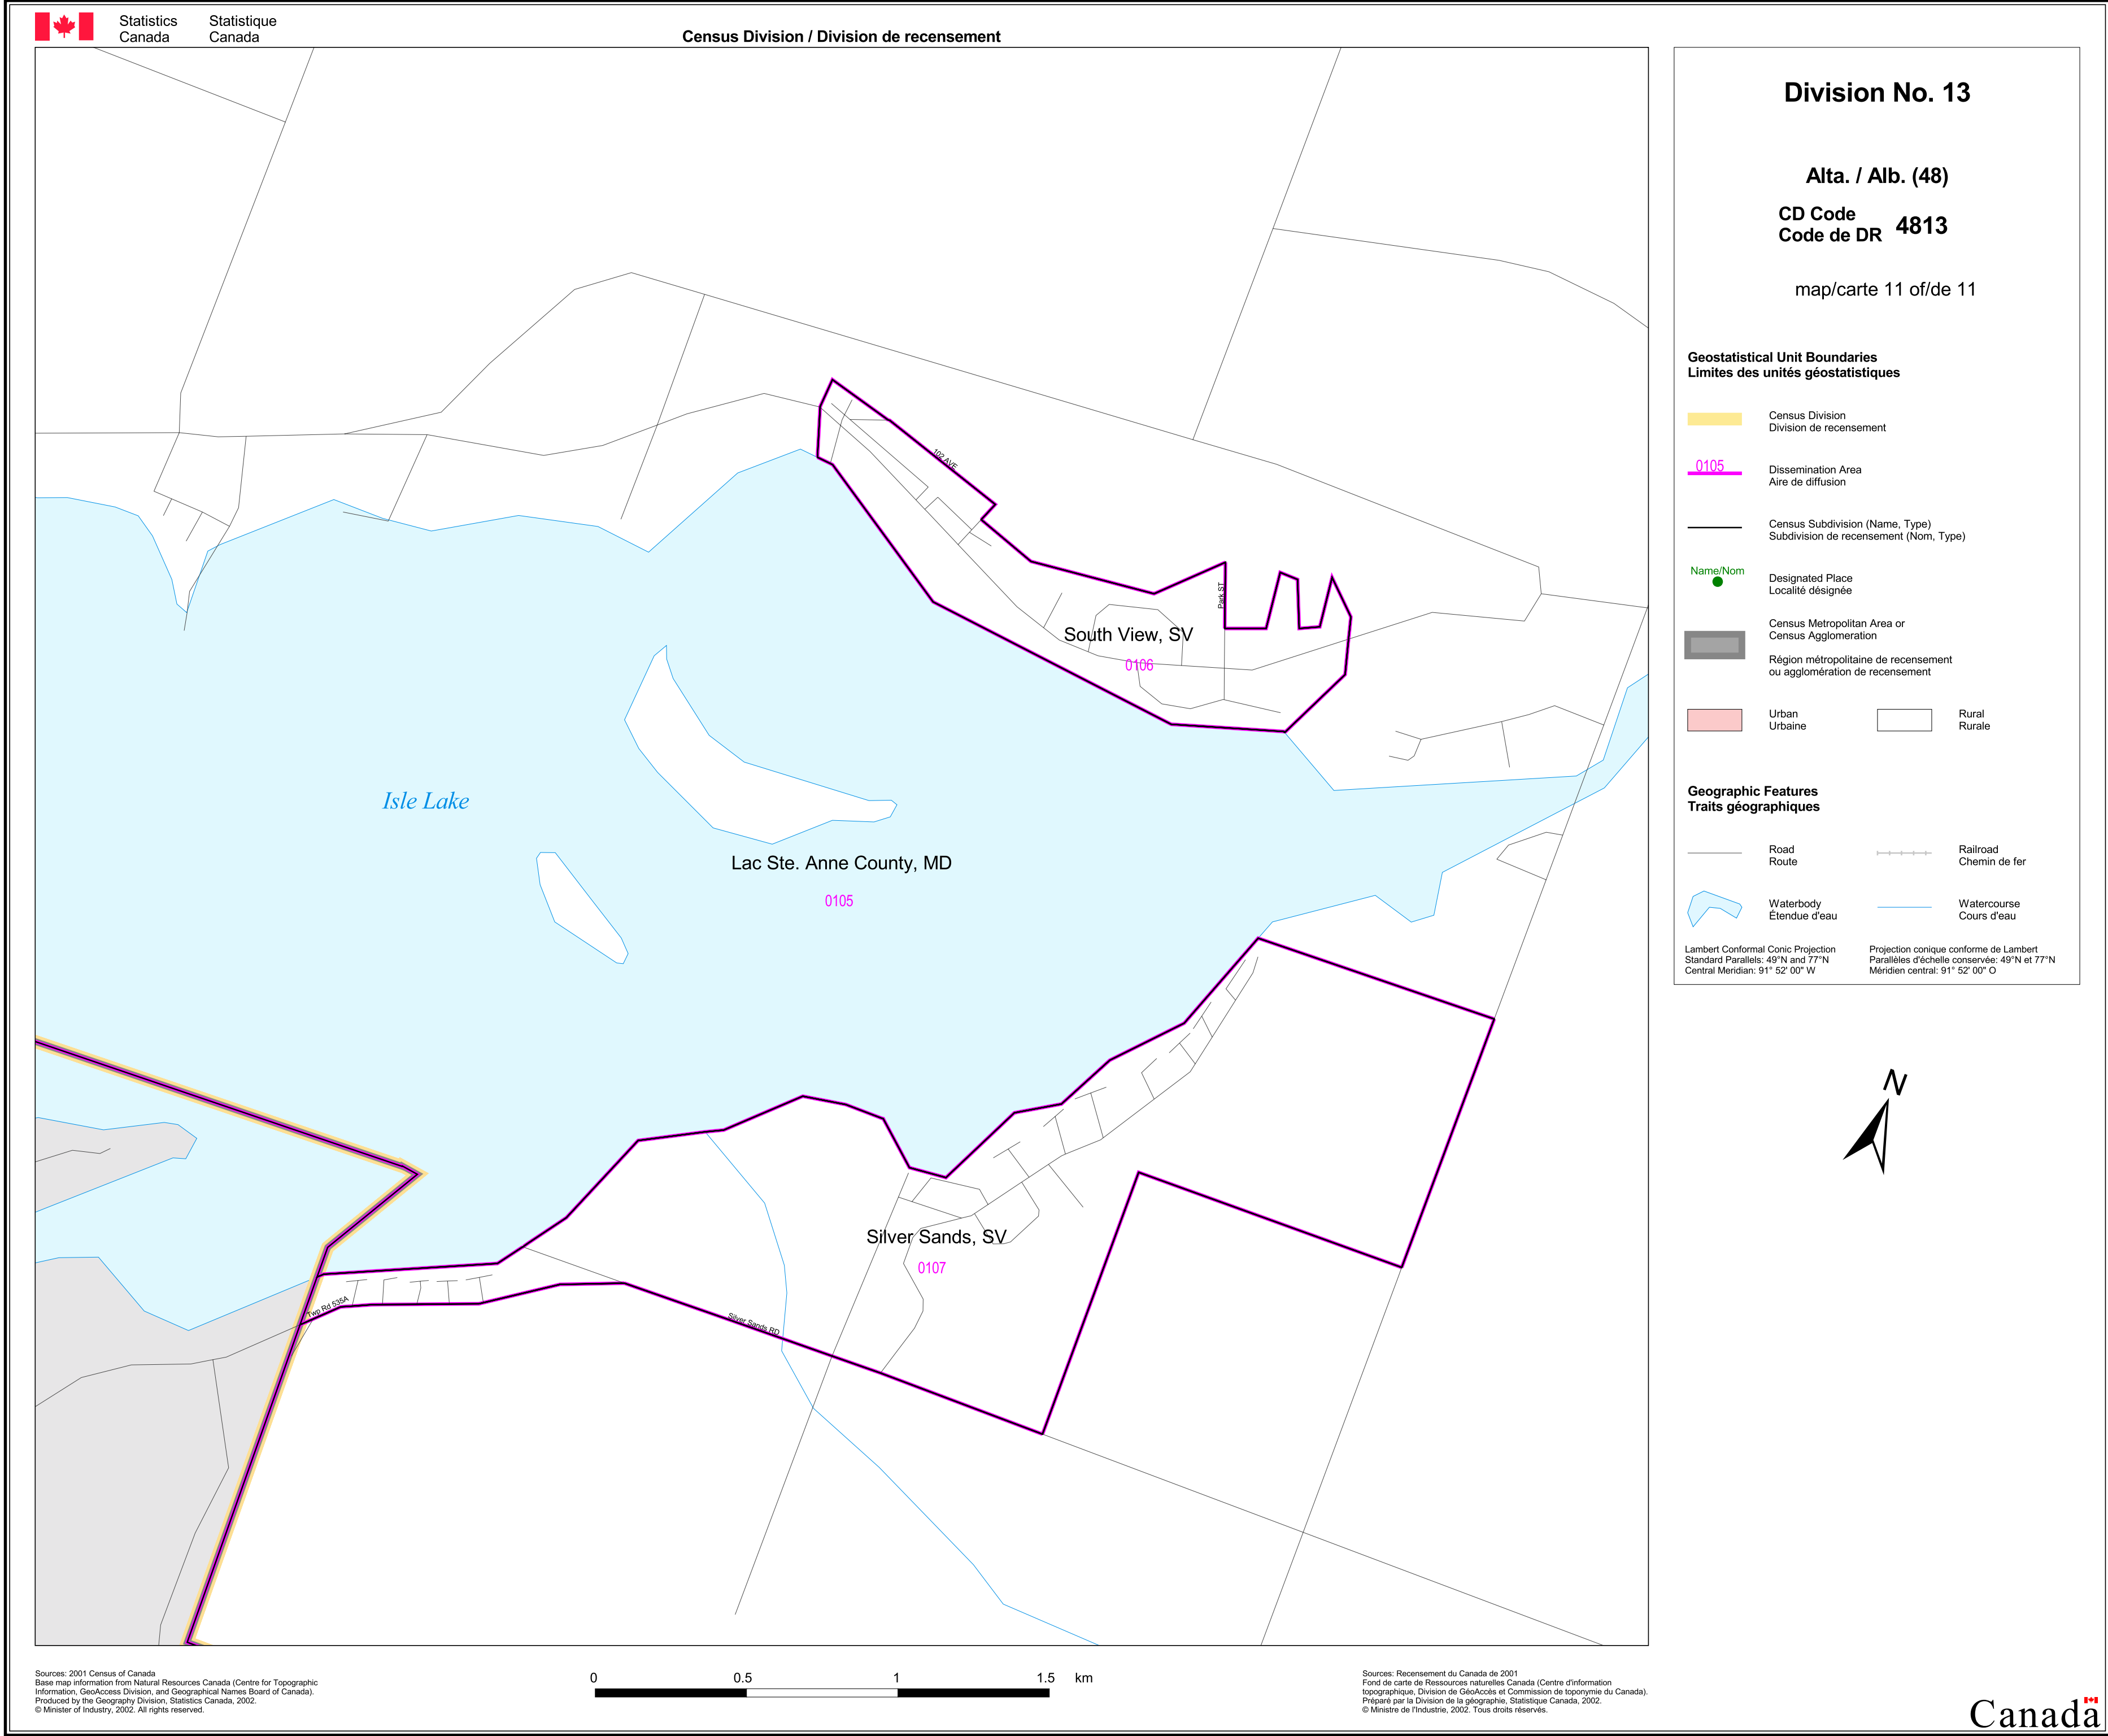 Statistics Canada
Statistique Canada
Census Division / Division de recensement
102 AVE
Park ST
South View, SV
0106
Isle Lake
Lac Ste. Anne County, MD
0105
Silver Sands, SV
0107
Twp Rd 535A
Silver Sands RD
Division No. 13
Alta. / Alb. (48)
CD Code
Code de DR
4813
map/carte 11 of/de 11
Geostatistical Unit Boundaries
Limites des unités géostatistiques
Census Division
Division de recensement
0105
Dissemination Area
Aire de diffusion
Census Subdivision (Name, Type)
Subdivision de recensement (Nom, Type)
Name/Nom
Designated Place
Localité désignée
Census Metropolitan Area or
Census Agglomeration
Région métropolitaine de recensement
ou agglomération de recensement
Urban
Urbaine
Rural
Rurale
Geographic Features
Traits géographiques
Road
Route
Railroad
Chemin de fer
Waterbody
Étendue d'eau
Watercourse
Cours d'eau
Lambert Conformal Conic Projection
Standard Parallels: 49°N and 77°N
Central Meridian: 91° 52' 00" W
Projection conique conforme de Lambert
Parallèles d'échelle conservée: 49°N et 77°N
Méridien central: 91° 52' 00" O
N
Sources: 2001 Census of Canada
Base map information from Natural Resources Canada (Centre for Topographic
Information, GeoAccess Division, and Geographical Names Board of Canada).
Produced by the Geography Division, Statistics Canada, 2002.
© Minister of Industry, 2002. All rights reserved.
0 0.5 1 1.5 km
Sources: Recensement du Canada de 2001
Fond de carte de Ressources naturelles Canada (Centre d'information
topographique, Division de GéoAccès et Commission de toponymie du Canada).
Préparé par la Division de la géographie, Statistique Canada, 2002.
© Ministre de l'Industrie, 2002. Tous droits réservés.
Canada